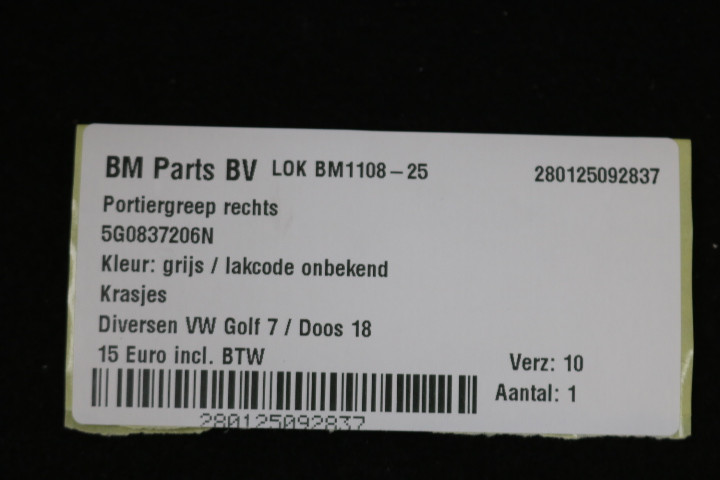 BM Parts BV LOK BM1108-25 280125092837
Portiergreep rechts
5G0837206N
Kleur: grijs / lakcode onbekend
Krasjes
Diversen VW Golf 7 / Doos 18
15 Euro incl. BTW
Verz: 10
Aantal: 1
280125092837